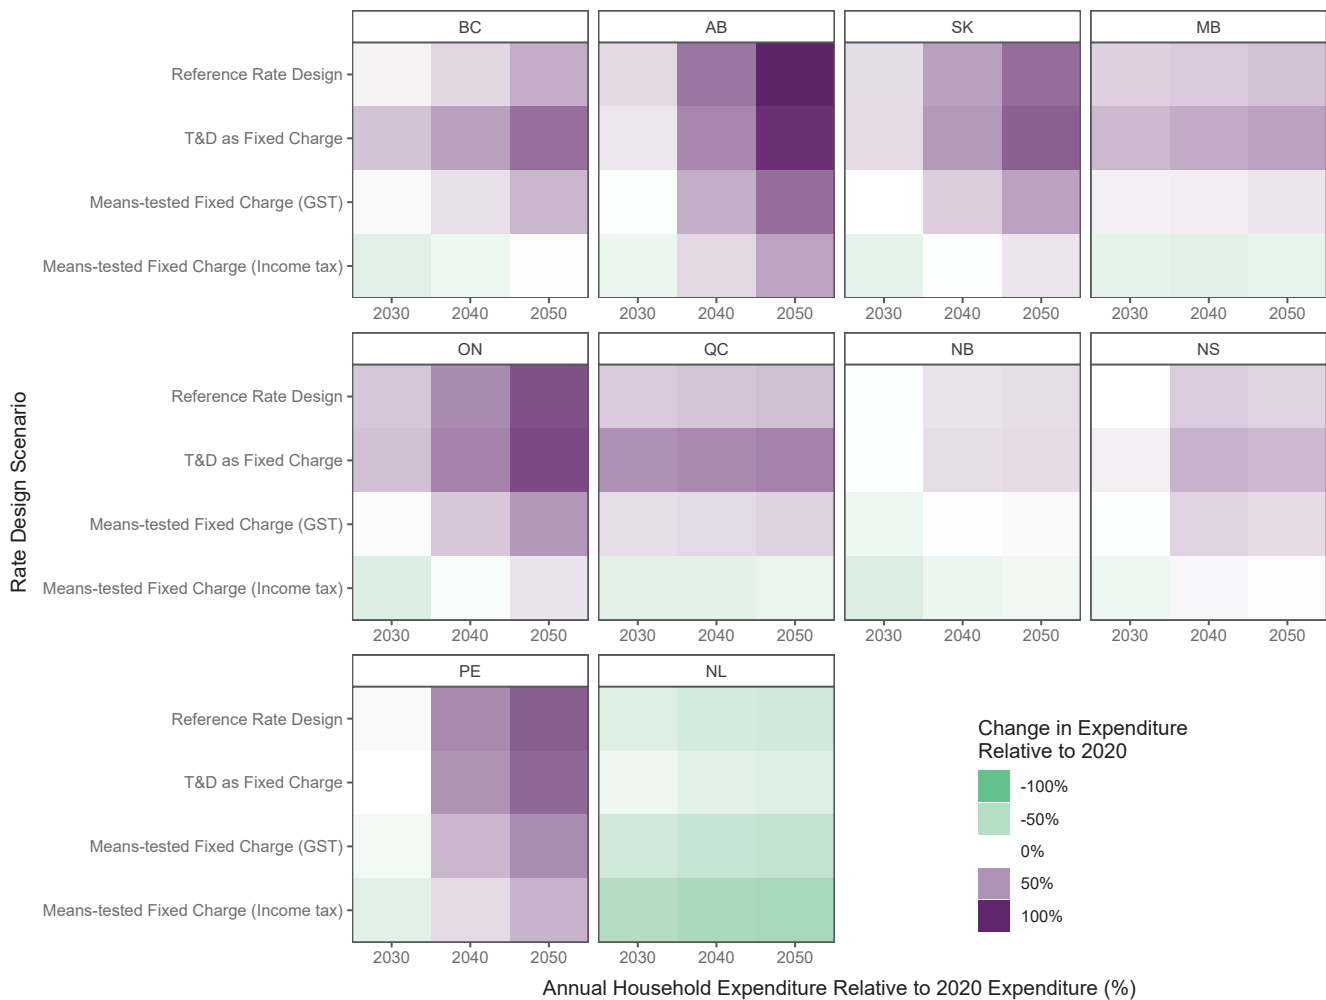 BC AB SK MB
Reference Rate Design
T&D as Fixed Charge
Means-tested Fixed Charge (GST)
Means-tested Fixed Charge (Income tax)
2030 2040 2050 2030 2040 2050 2030 2040 2050 2030 2040 2050
ON QC NB NS
Reference Rate Design
T&D as Fixed Charge
Means-tested Fixed Charge (GST)
Means-tested Fixed Charge (Income tax)
2030 2040 2050 2030 2040 2050 2030 2040 2050 2030 2040 2050
PE NL
Reference Rate Design
T&D as Fixed Charge
Means-tested Fixed Charge (GST)
Means-tested Fixed Charge (Income tax)
2030 2040 2050 2030 2040 2050
Rate Design Scenario
Change in Expenditure
Relative to 2020
-100%
-50%
0%
50%
100%
Annual Household Expenditure Relative to 2020 Expenditure (%)